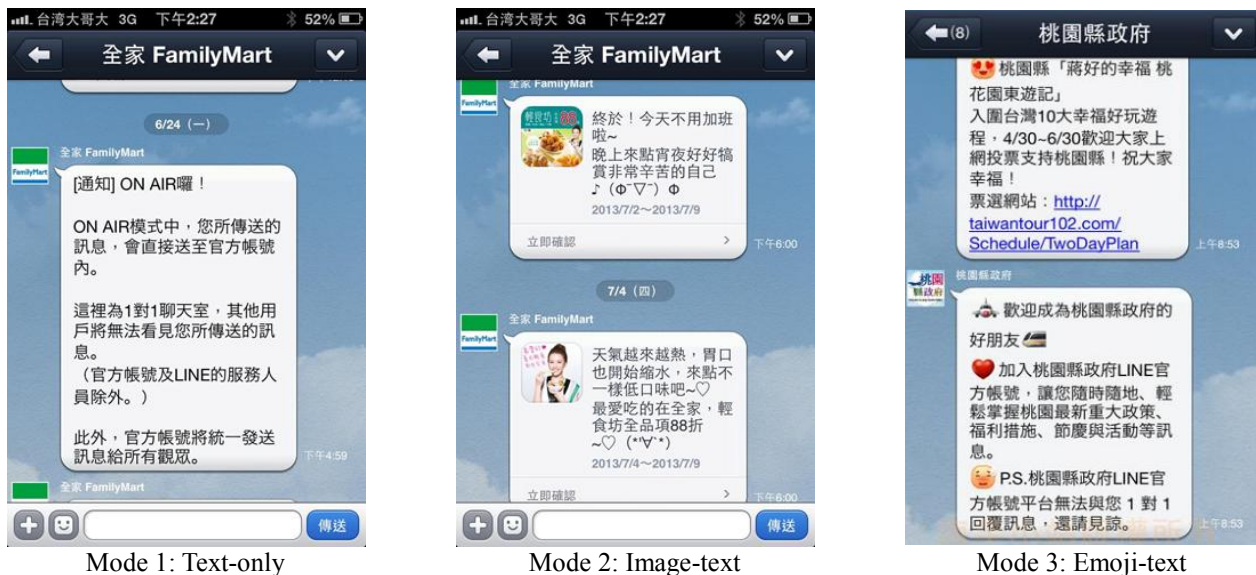 台湾大哥大 3G 下午2:27 52%
全家 FamilyMart
6/24（一）
全家 FamilyMart
FamilyMart
[通知] ON AIR囉！
ON AIR模式中，您所傳送的
訊息，會直接送至官方帳號
內。
這裡為1對1聊天室，其他用
戶將無法看見您所傳送的訊
息。
（官方帳號及LINE的服務人
員除外。）
此外，官方帳號將統一發送
訊息給所有觀眾。
下午4:59
全家 FamilyMart
傳送
Mode 1: Text-only
台湾大哥大 3G 下午2:27 52%
全家 FamilyMart
全家 FamilyMart
FamilyMart
輕食坊 88
終於！今天不用加班
啦~
晚上來點宵夜好好犒
賞非常辛苦的自己
♪（Φ¯▽¯）Φ
2013/7/2～2013/7/9
立即確認
下午6:00
7/4（四）
全家 FamilyMart
FamilyMart
天氣越來越熱，胃口
也開始縮水，來點不
一樣低口味吧~♡
最愛吃的在全家，輕
食坊全品項88折
~♡（*'∀`*）
2013/7/4～2013/7/9
立即確認
下午6:00
傳送
Mode 2: Image-text
(8) 桃園縣政府
😍桃園縣「蔣好的幸福 桃
花園東遊記」
入圍台灣10大幸福好玩遊
程，4/30~6/30歡迎大家上
網投票支持桃園縣！祝大家
幸福！
票選網站：http://
taiwantour102.com/
Schedule/TwoDayPlan
上午8:53
桃園縣政府
桃園
縣政府
歡迎成為桃園縣政府的
好朋友
❤加入桃園縣政府LINE官
方帳號，讓您隨時隨地、輕
鬆掌握桃園最新重大政策、
福利措施、節慶與活動等訊
息。
P.S.桃園縣政府LINE官
方帳號平台無法與您 1 對 1
回覆訊息，還請見諒。
上午8:53
Mode 3: Emoji-text